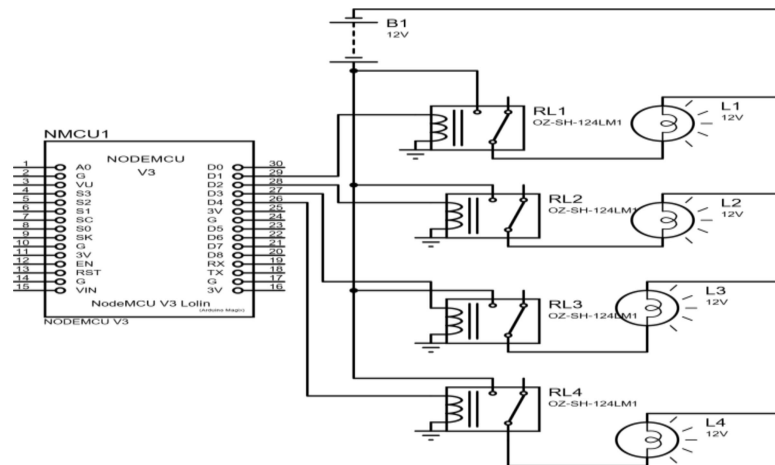 B1
12V
RL1
OZ-SH-124LM1
L1
12V
NMCU1
NODEMCU
V3
1 A0 D0 30
2 G D1 29
3 VU D2 28
4 S3 D3 27
5 S2 D4 26
6 S1 3V 25
7 SC G 24
8 S0 D5 23
9 SK D6 22
10 G D7 21
11 3V D8 20
12 EN RX 19
13 RST TX 18
14 G G 17
15 VIN 3V 16
NodeMCU V3 Lolin
(Arduino Magix)
NODEMCU V3
RL2
OZ-SH-124LM1
L2
12V
RL3
OZ-SH-124LM1
L3
12V
RL4
OZ-SH-124LM1
L4
12V